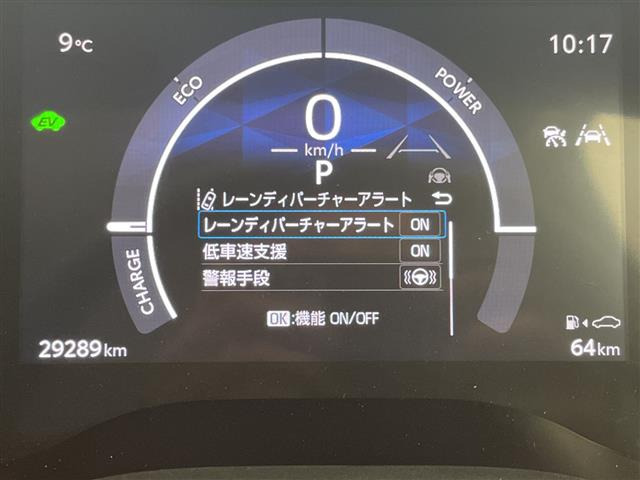 9℃
10:17
ECO
POWER
EV
0
km/h
P
レーンディパーチャーアラート
レーンディパーチャーアラート ON
低車速支援 ON
警報手段
CHARGE
OK:機能 ON/OFF
29289km
64km